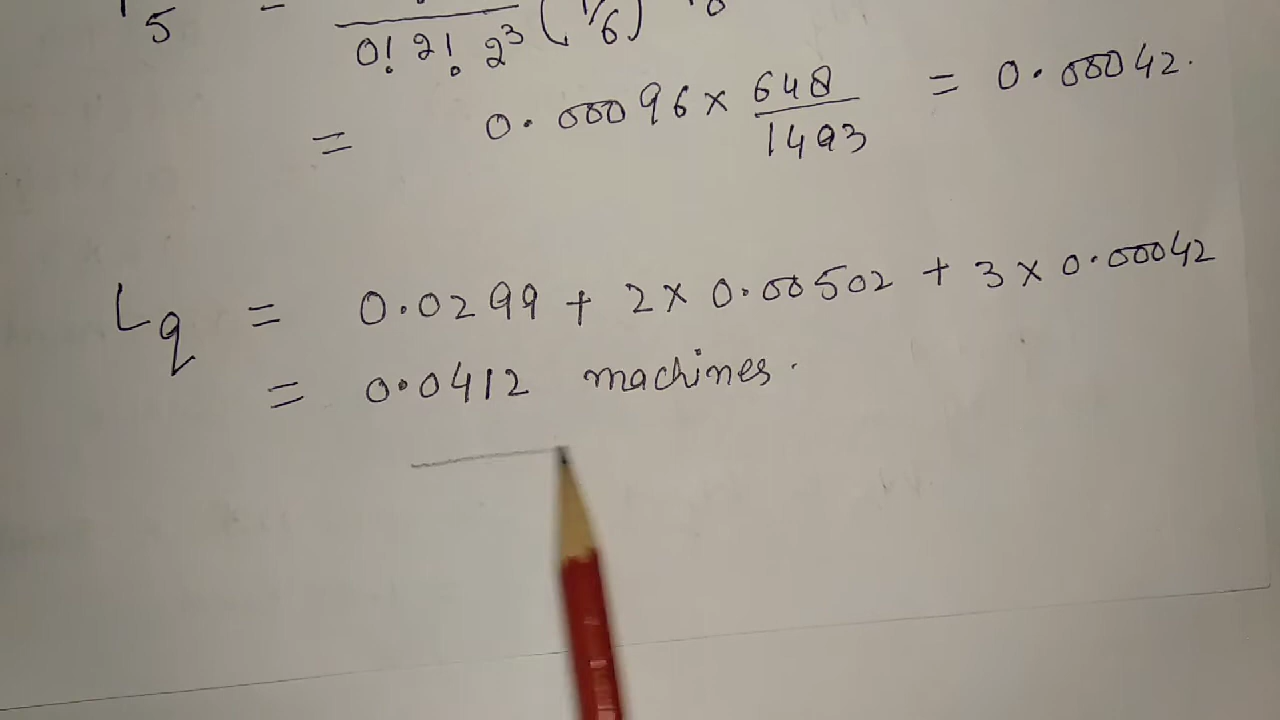 5 = 0! 2! 2³ (1/6)
= 0.00096 × 648/1493 = 0.00042.
Lq = 0.0299 + 2 × 0.00502 + 3 × 0.00042
= 0.0412 machines.